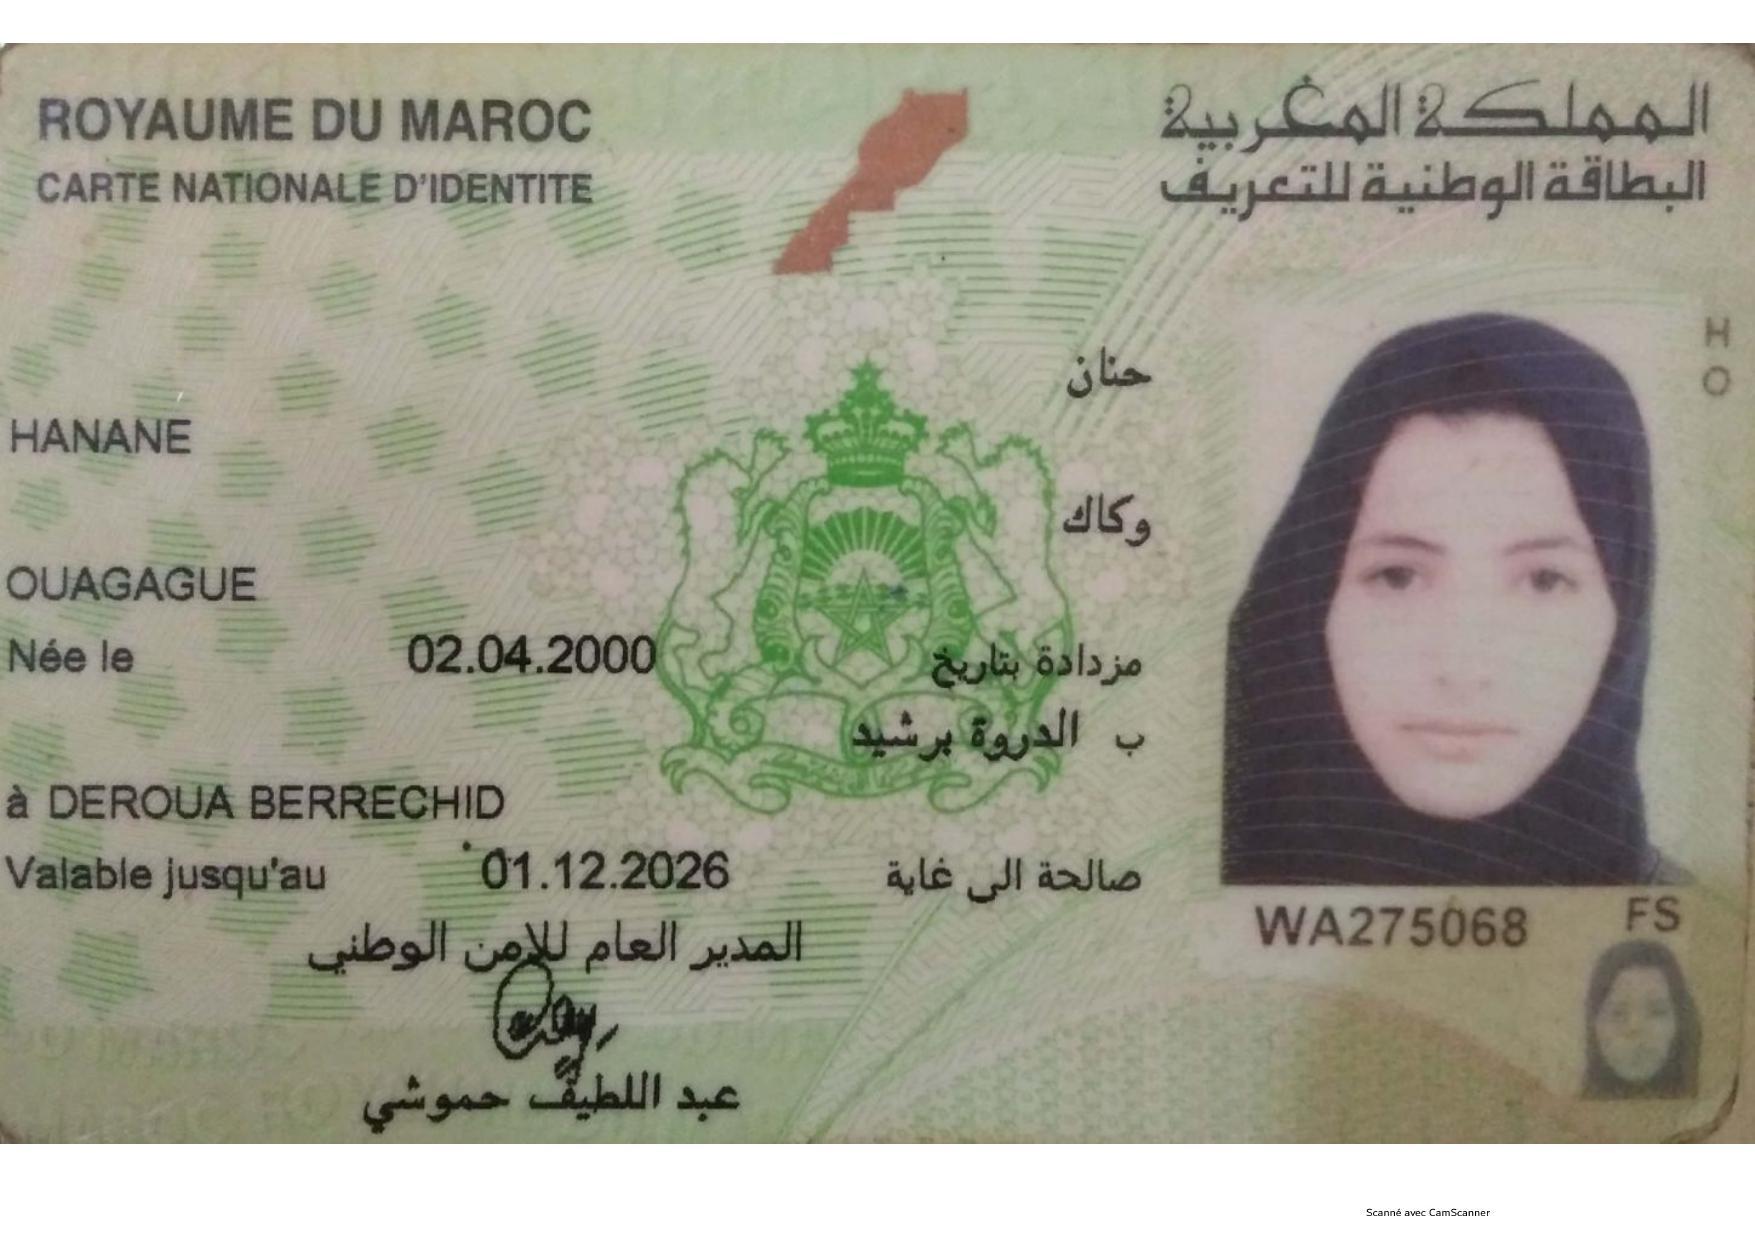 ROYAUME DU MAROC
المملكة المغربية
CARTE NATIONALE D'IDENTITE
البطاقة الوطنية للتعريف
H
O
حنان
HANANE
وكاك
OUAGAGUE
Née le 02.04.2000 مزدادة بتاريخ
ب الدروة برشيد
à DEROUA BERRECHID
Valable jusqu'au 01.12.2026 صالحة الى غاية
WA275068 FS
المدير العام للامن الوطني
عبد اللطيف حموشي
Scanné avec CamScanner